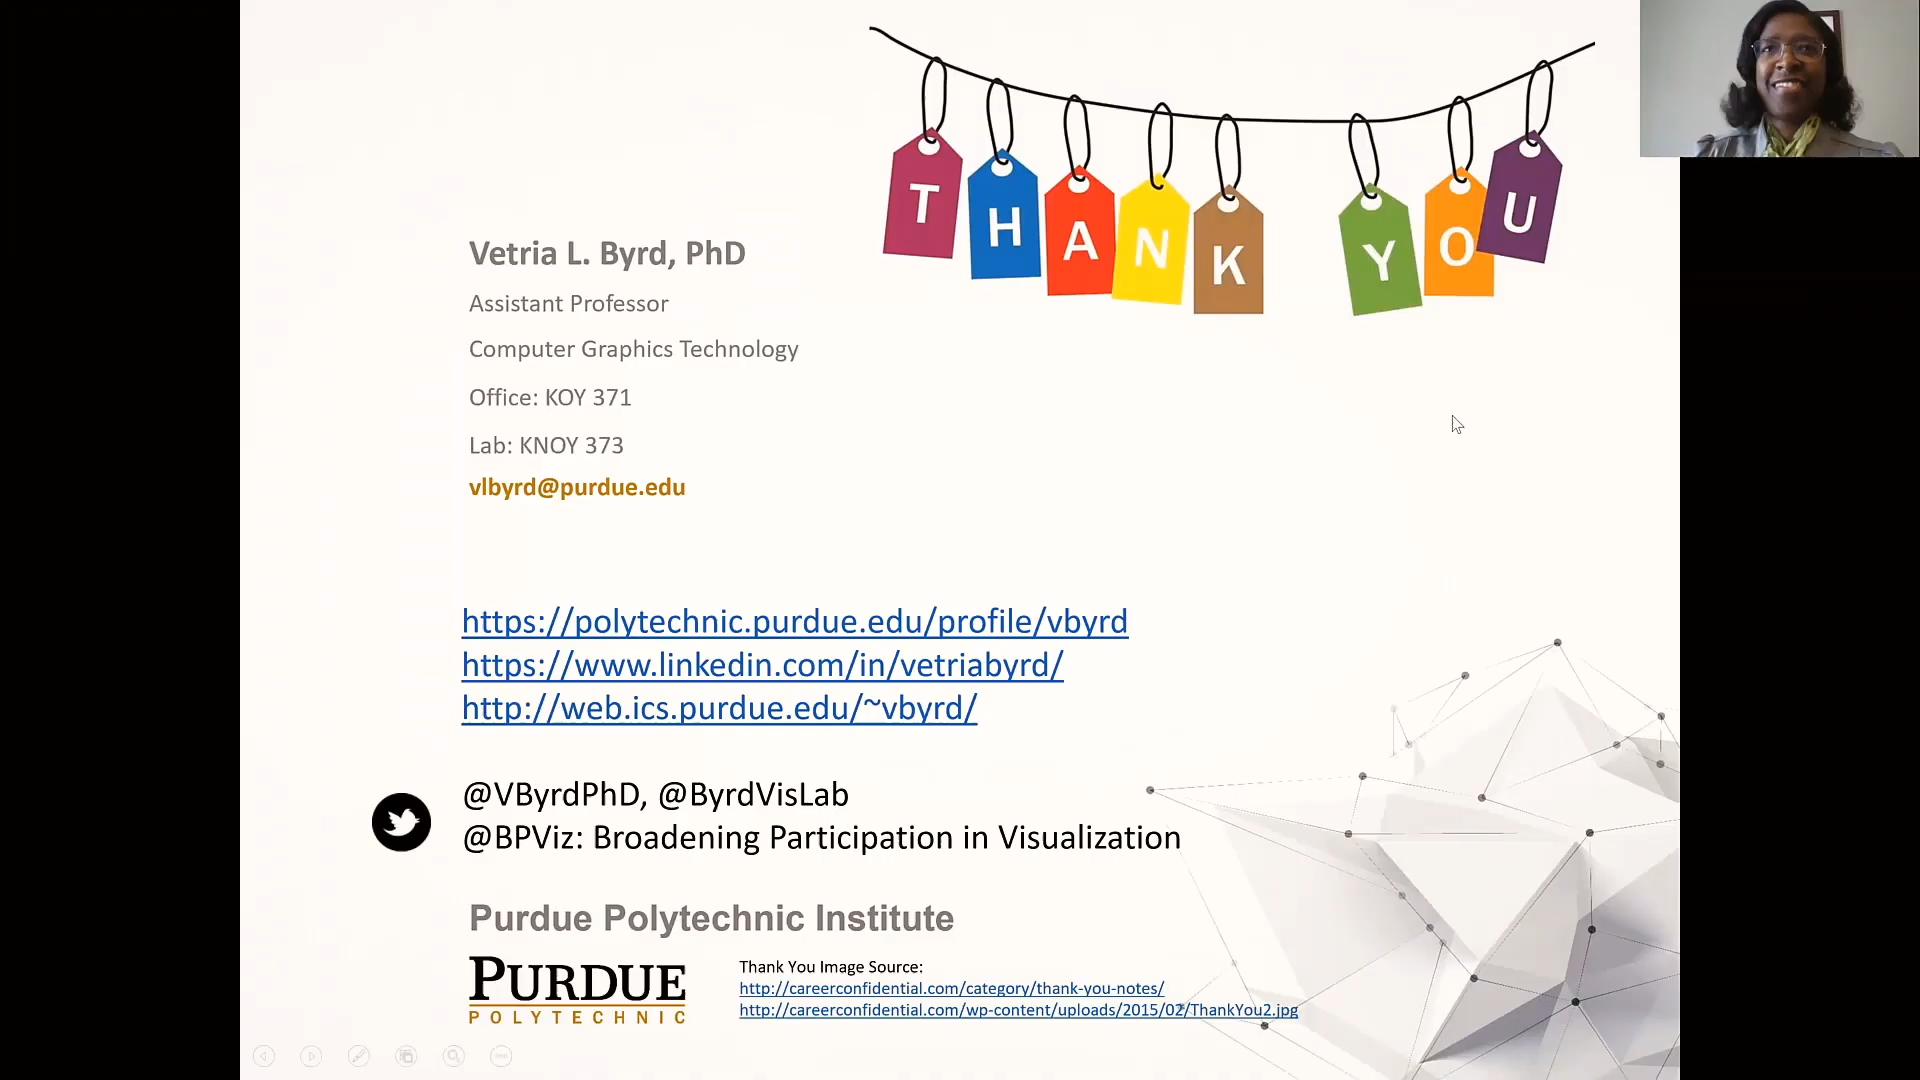 THANK YOU
Vetria L. Byrd, PhD
Assistant Professor
Computer Graphics Technology
Office: KOY 371
Lab: KNOY 373
vlbyrd@purdue.edu
https://polytechnic.purdue.edu/profile/vbyrd
https://www.linkedin.com/in/vetriabyrd/
http://web.ics.purdue.edu/~vbyrd/
@VByrdPhD, @ByrdVisLab
@BPViz: Broadening Participation in Visualization
Purdue Polytechnic Institute
PURDUE
POLYTECHNIC
Thank You Image Source:
http://careerconfidential.com/category/thank-you-notes/
http://careerconfidential.com/wp-content/uploads/2015/02/ThankYou2.jpg